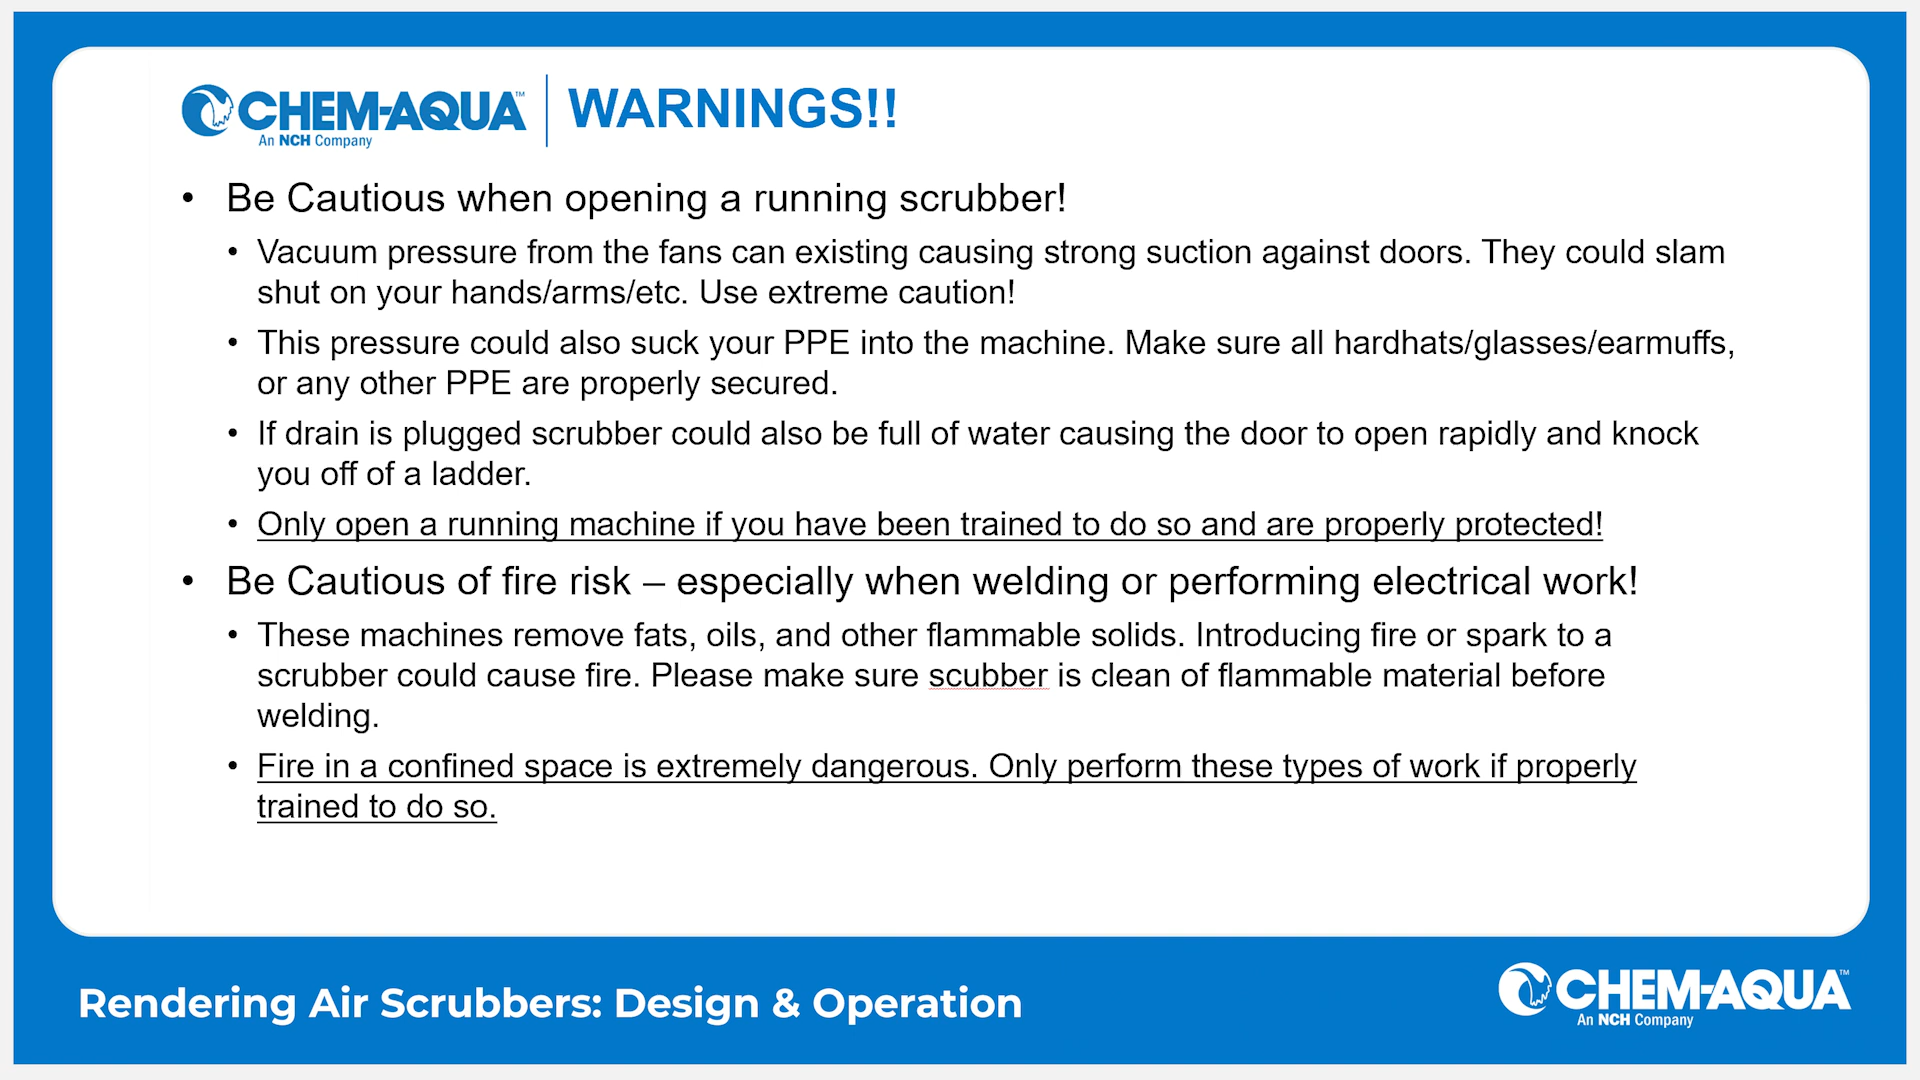 CHEM-AQUA™
An NCH Company
WARNINGS!!
• Be Cautious when opening a running scrubber!
• Vacuum pressure from the fans can existing causing strong suction against doors. They could slam
shut on your hands/arms/etc. Use extreme caution!
• This pressure could also suck your PPE into the machine. Make sure all hardhats/glasses/earmuffs,
or any other PPE are properly secured.
• If drain is plugged scrubber could also be full of water causing the door to open rapidly and knock
you off of a ladder.
• Only open a running machine if you have been trained to do so and are properly protected!
• Be Cautious of fire risk – especially when welding or performing electrical work!
• These machines remove fats, oils, and other flammable solids. Introducing fire or spark to a
scrubber could cause fire. Please make sure scubber is clean of flammable material before
welding.
• Fire in a confined space is extremely dangerous. Only perform these types of work if properly
trained to do so.
Rendering Air Scrubbers: Design & Operation
CHEM-AQUA™
An NCH Company